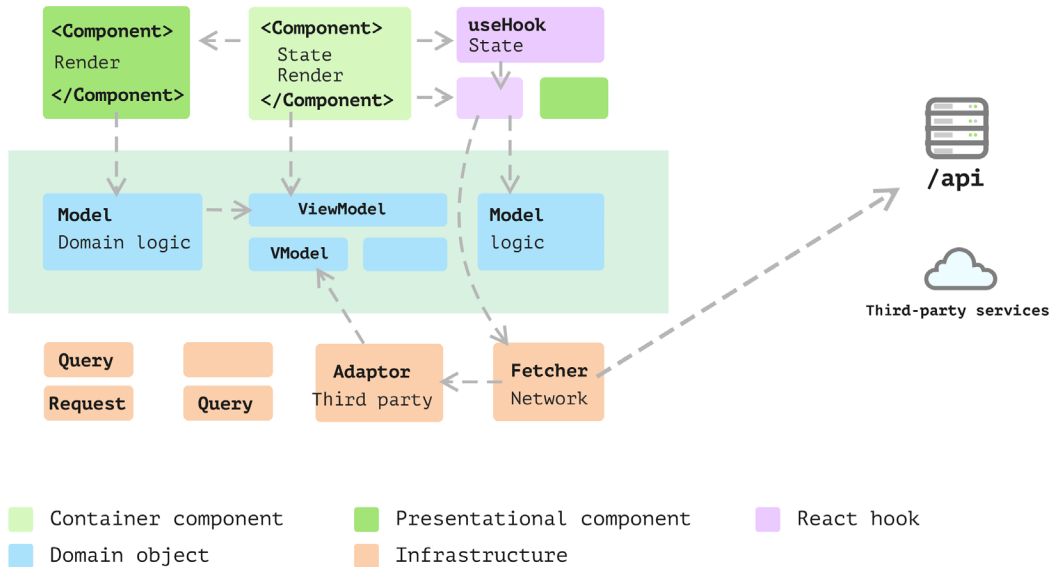 <Component>
Render
</Component>
<Component>
State
Render
</Component>
useHook
State
/api
Model
Domain logic
ViewModel
VModel
Model
logic
Third-party services
Query
Request
Query
Adaptor
Third party
Fetcher
Network
Container component
Presentational component
React hook
Domain object
Infrastructure